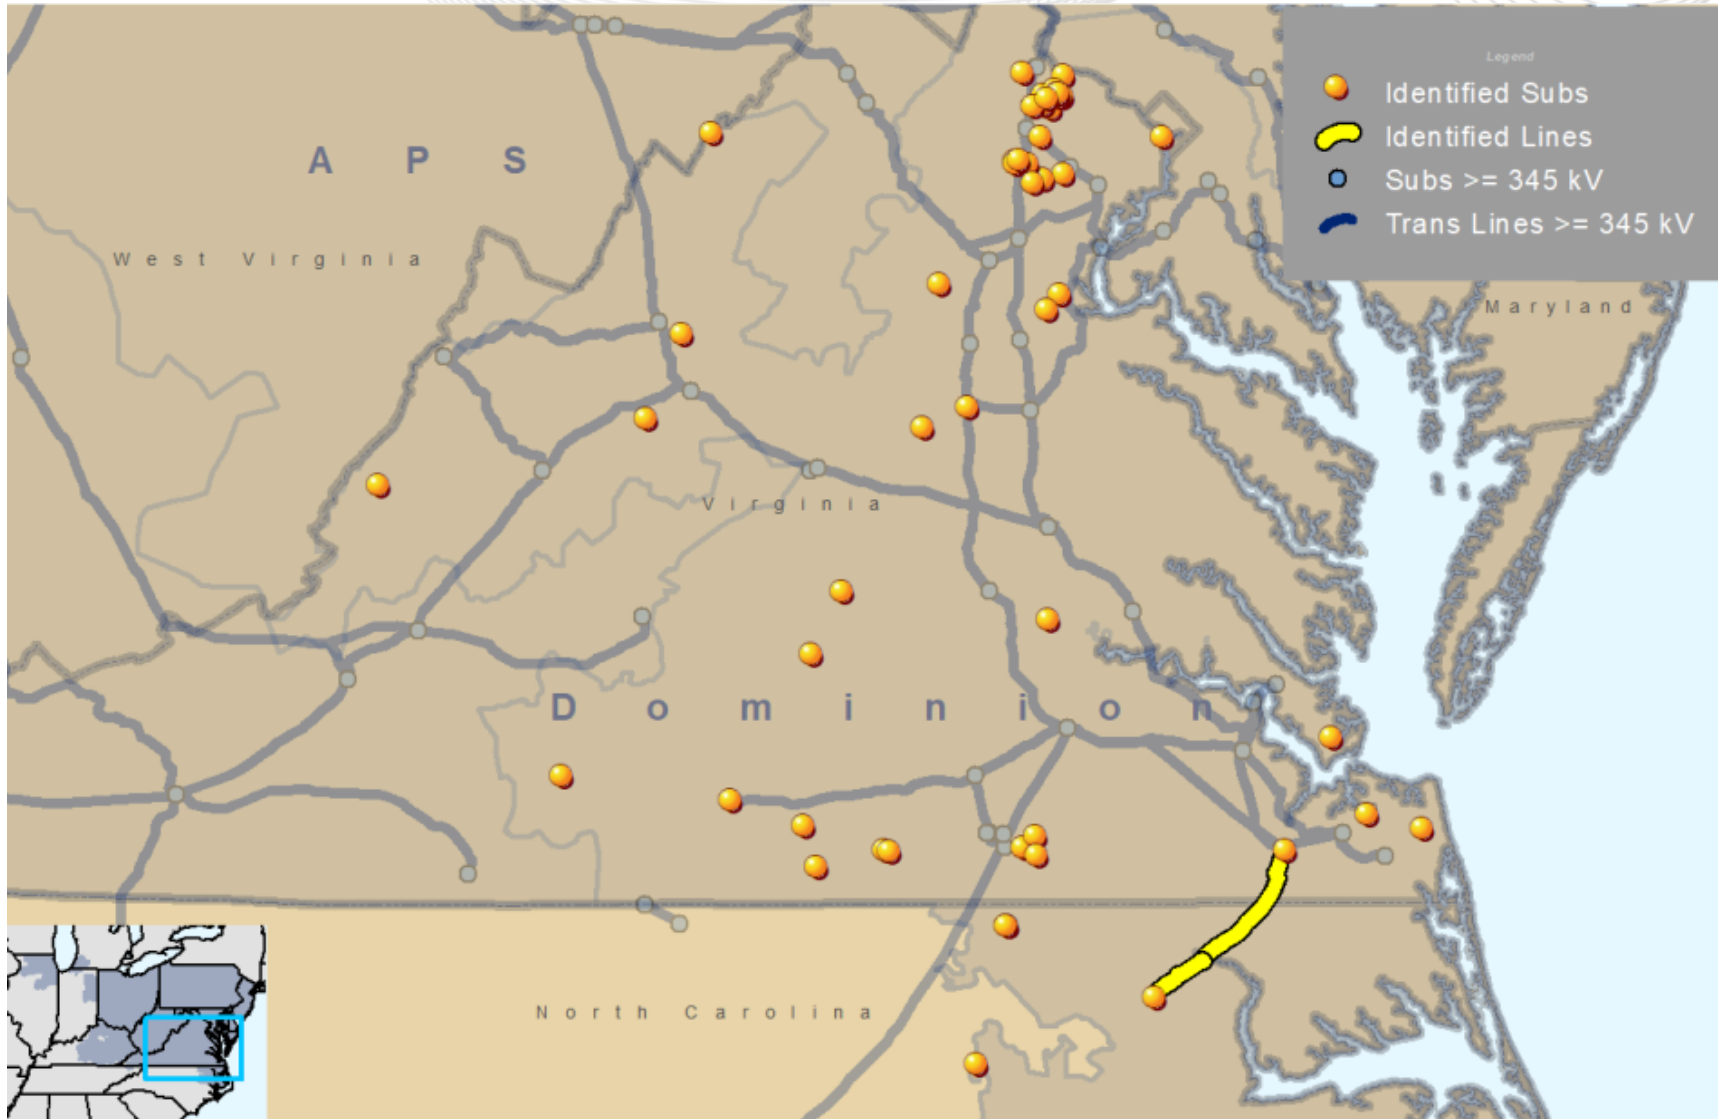 Legend
Identified Subs
Identified Lines
Subs >= 345 kV
Trans Lines >= 345 kV
APS
West Virginia
Maryland
Virginia
Dominion
North Carolina